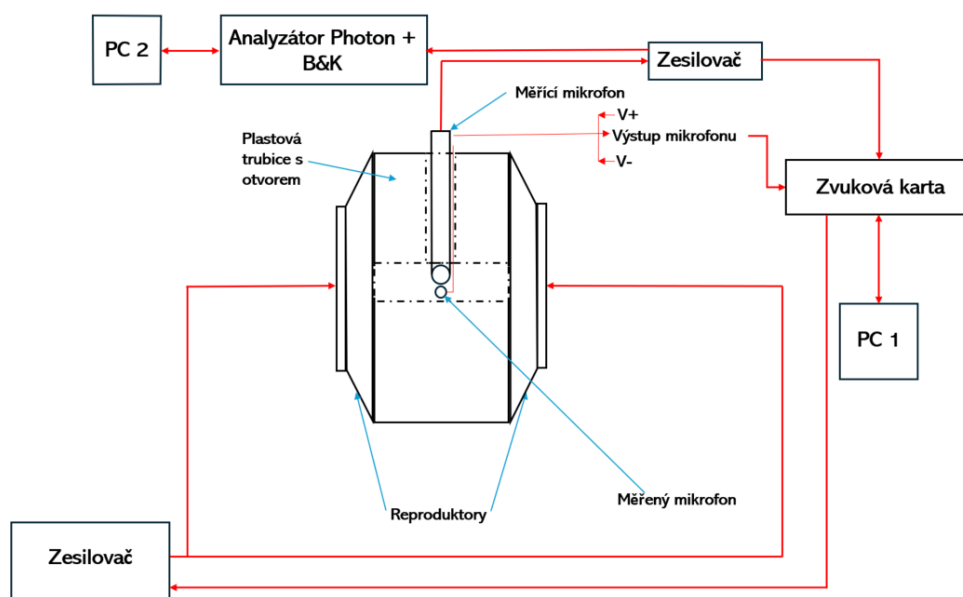 PC 2
Analyzátor Photon +
B&K
Zesilovač
Měřící mikrofon
V+
Výstup mikrofonu
V-
Plastová
trubice s
otvorem
Zvuková karta
PC 1
Měřený mikrofon
Reproduktory
Zesilovač